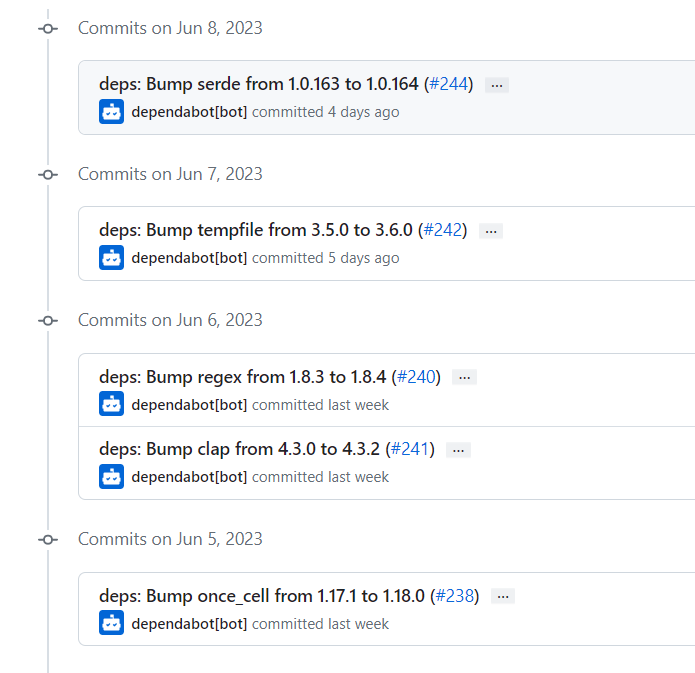 Commits on Jun 8, 2023
deps: Bump serde from 1.0.163 to 1.0.164 (#244) ...
dependabot[bot] committed 4 days ago
Commits on Jun 7, 2023
deps: Bump tempfile from 3.5.0 to 3.6.0 (#242) ...
dependabot[bot] committed 5 days ago
Commits on Jun 6, 2023
deps: Bump regex from 1.8.3 to 1.8.4 (#240) ...
dependabot[bot] committed last week
deps: Bump clap from 4.3.0 to 4.3.2 (#241) ...
dependabot[bot] committed last week
Commits on Jun 5, 2023
deps: Bump once_cell from 1.17.1 to 1.18.0 (#238) ...
dependabot[bot] committed last week